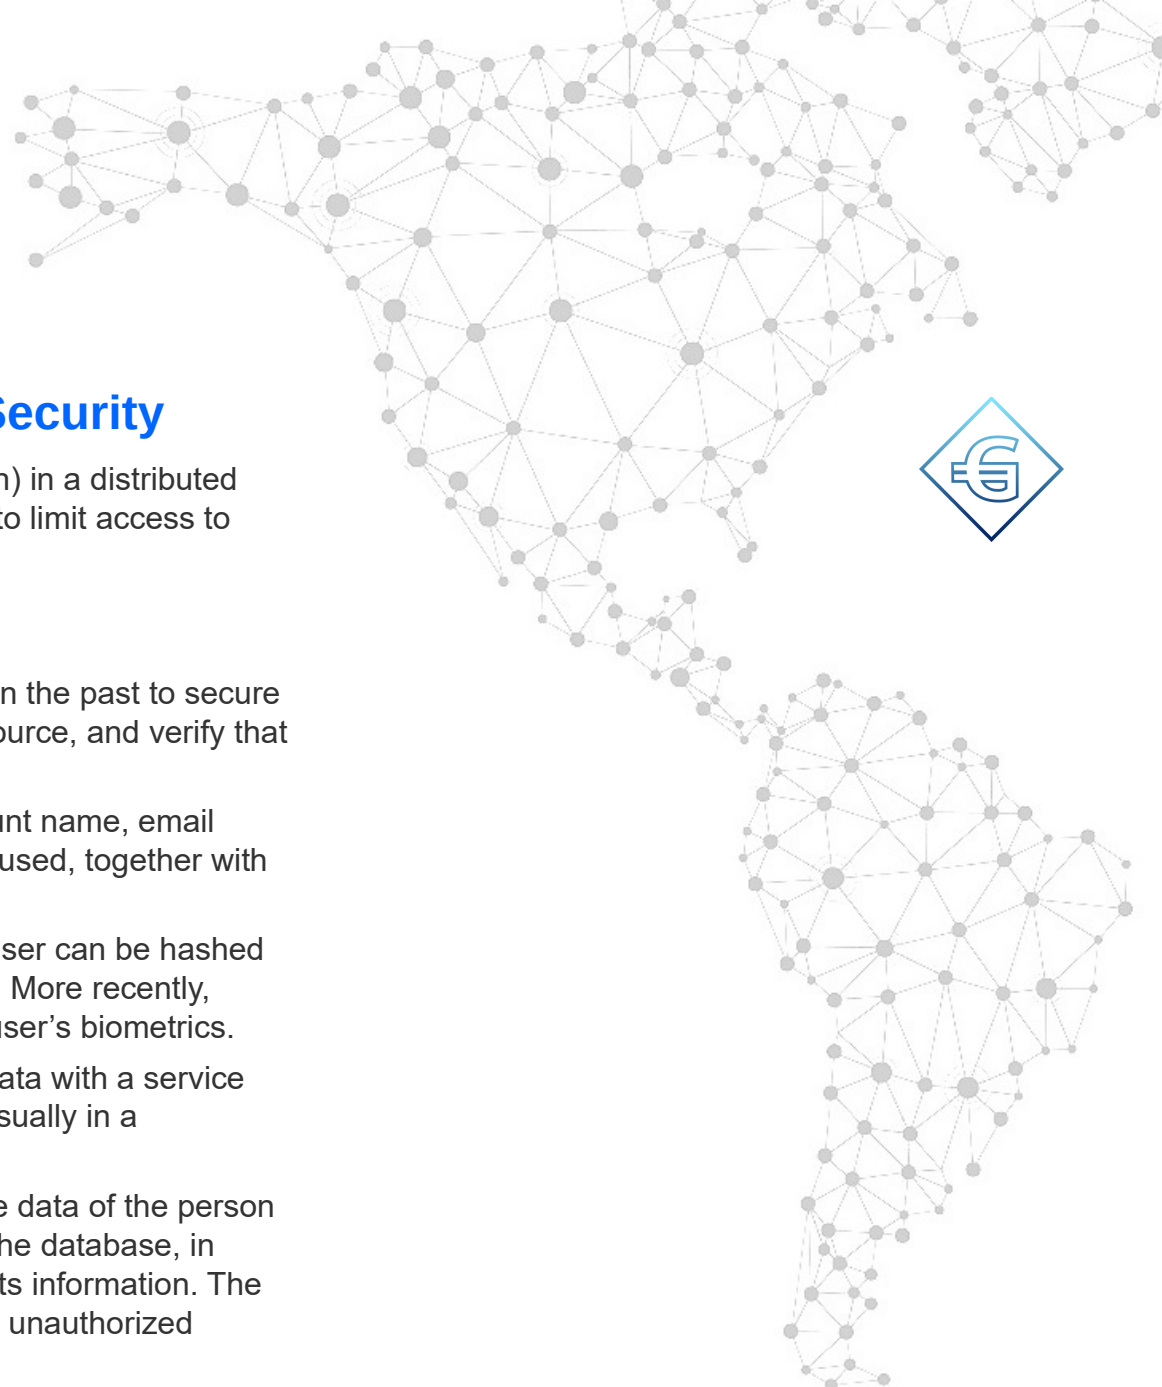 Security
) in a distributed
to limit access to
n the past to secure
ource, and verify that
unt name, email
used, together with
ser can be hashed
More recently,
user’s biometrics.
ata with a service
sually in a
e data of the person
he database, in
ts information. The
unauthorized